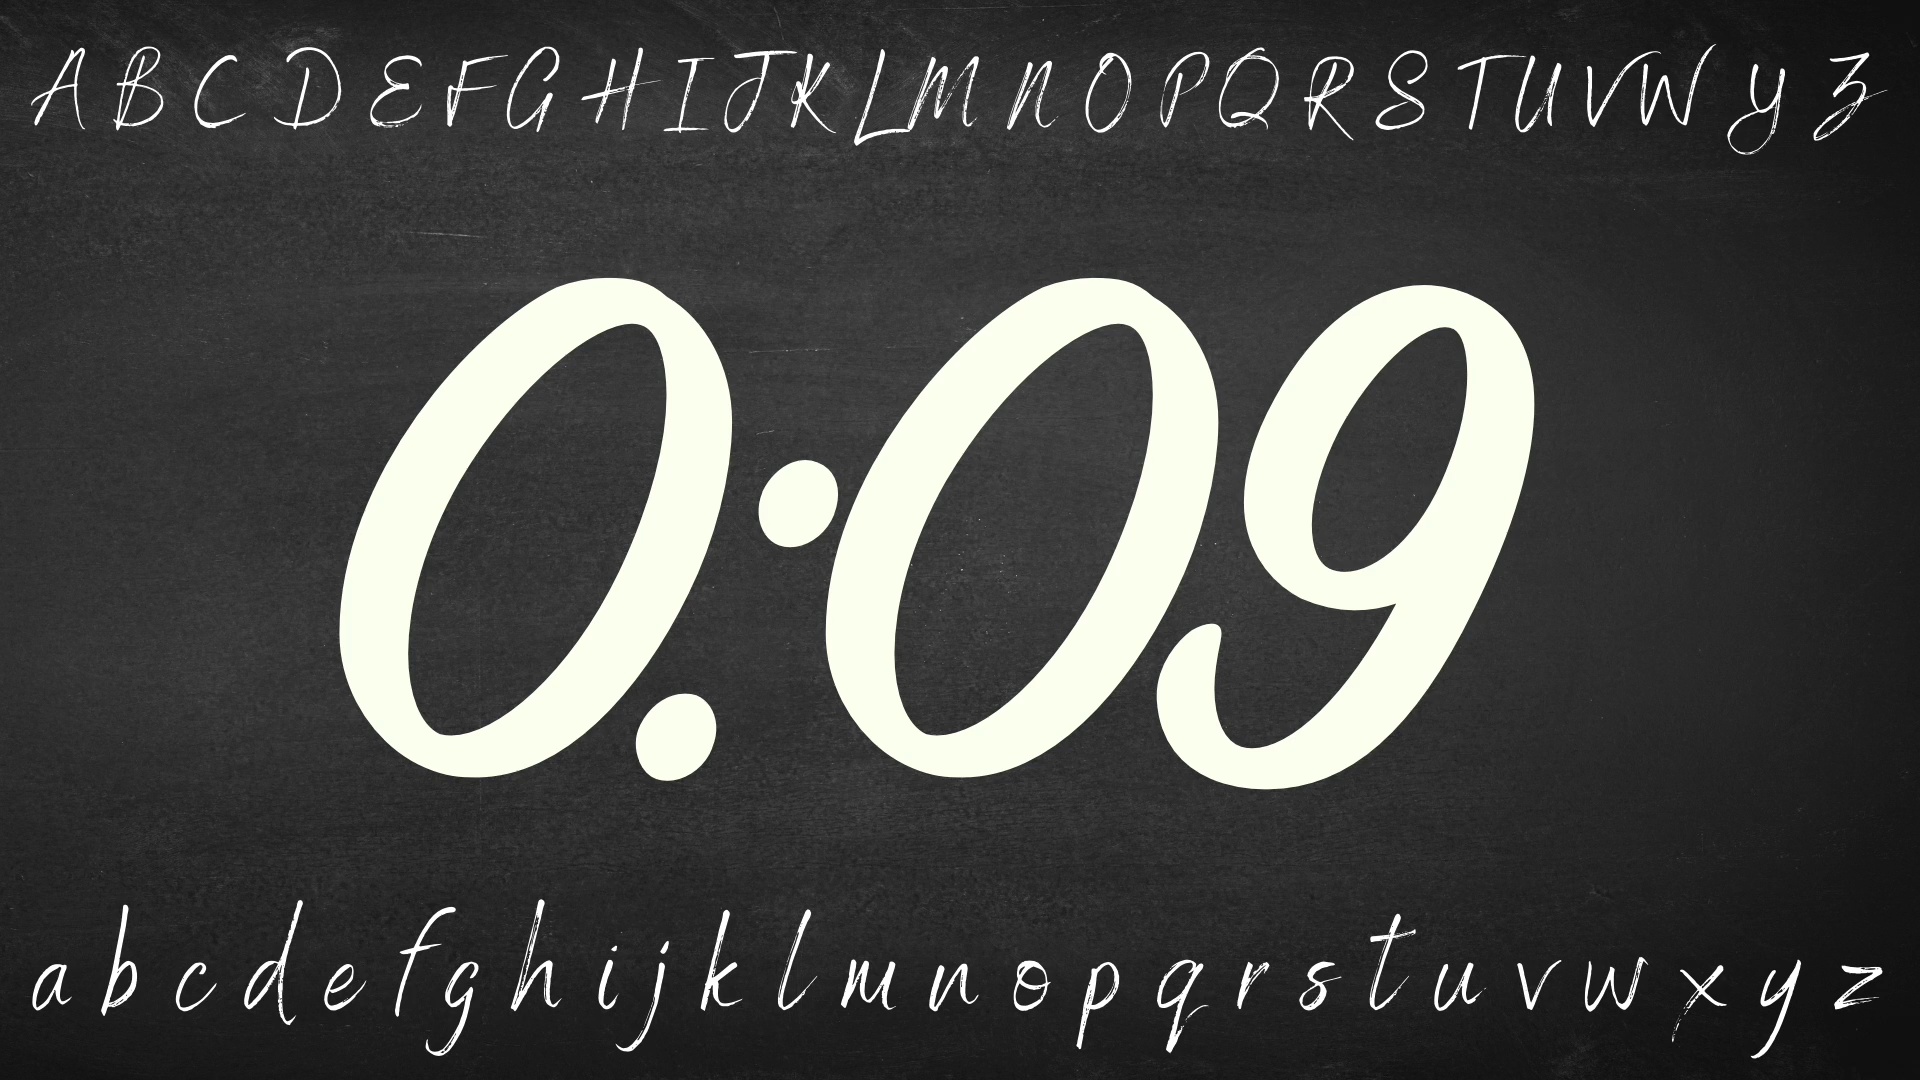 A B C D E F G H I J K L M N O P Q R S T U V W Y Z
0:09
a b c d e f g h i j k l m n o p q r s t u v w x y z